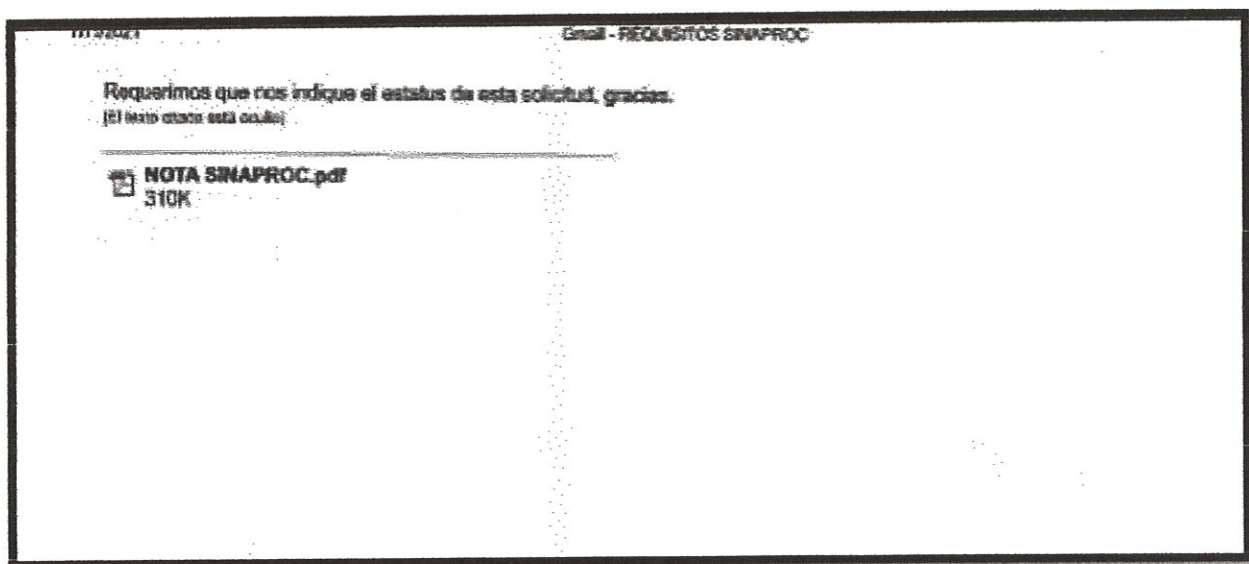 Gmail - REQUISITOS SINAPROC
Requerimos que nos indique el estatus de esta solicitud, gracias.
[El texto citado está oculto]
NOTA SINAPROC.pdf
310K